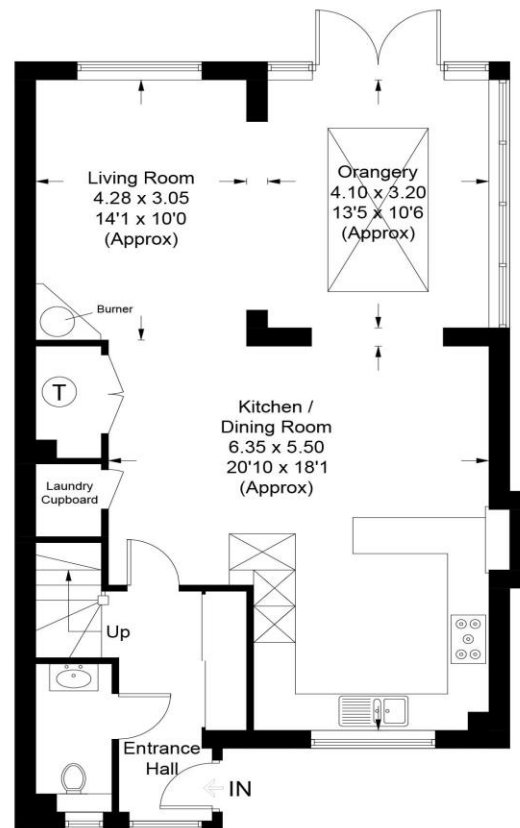 Living Room
4.28 x 3.05
14'1 x 10'0
(Approx)
Orangery
4.10 x 3.20
13'5 x 10'6
(Approx)
Burner
T
Kitchen /
Dining Room
6.35 x 5.50
20'10 x 18'1
(Approx)
Laundry
Cupboard
Up
Entrance
Hall
IN